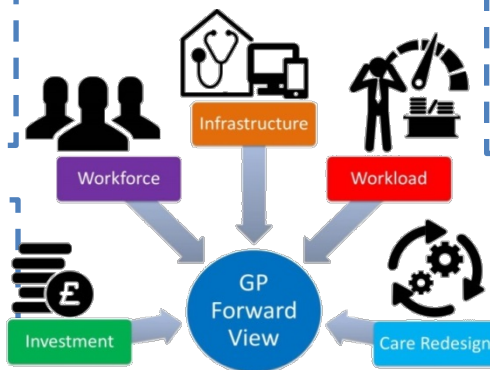 Infrastructure
Workforce
Workload
£
GP
Forward
View
Investment
Care Redesign